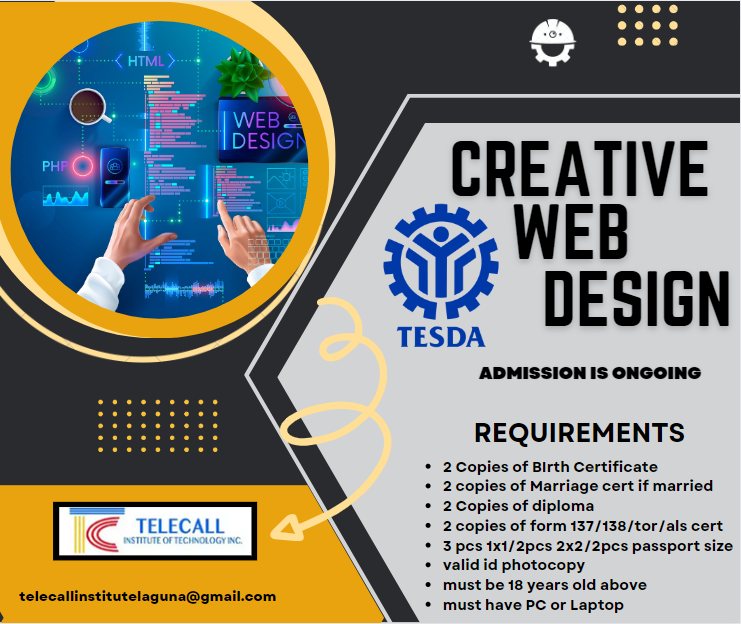 HTML
WEB
DESIGN
PHP
CREATIVE
WEB
DESIGN
TESDA
ADMISSION IS ONGOING
REQUIREMENTS
• 2 Copies of BIrth Certificate
• 2 copies of Marriage cert if married
• 2 Copies of diploma
• 2 copies of form 137/138/tor/als cert
• 3 pcs 1x1/2pcs 2x2/2pcs passport size
• valid id photocopy
• must be 18 years old above
• must have PC or Laptop
TC
TELECALL
INSTITUTE OF TECHNOLOGY INC.
telecallinstitutelaguna@gmail.com